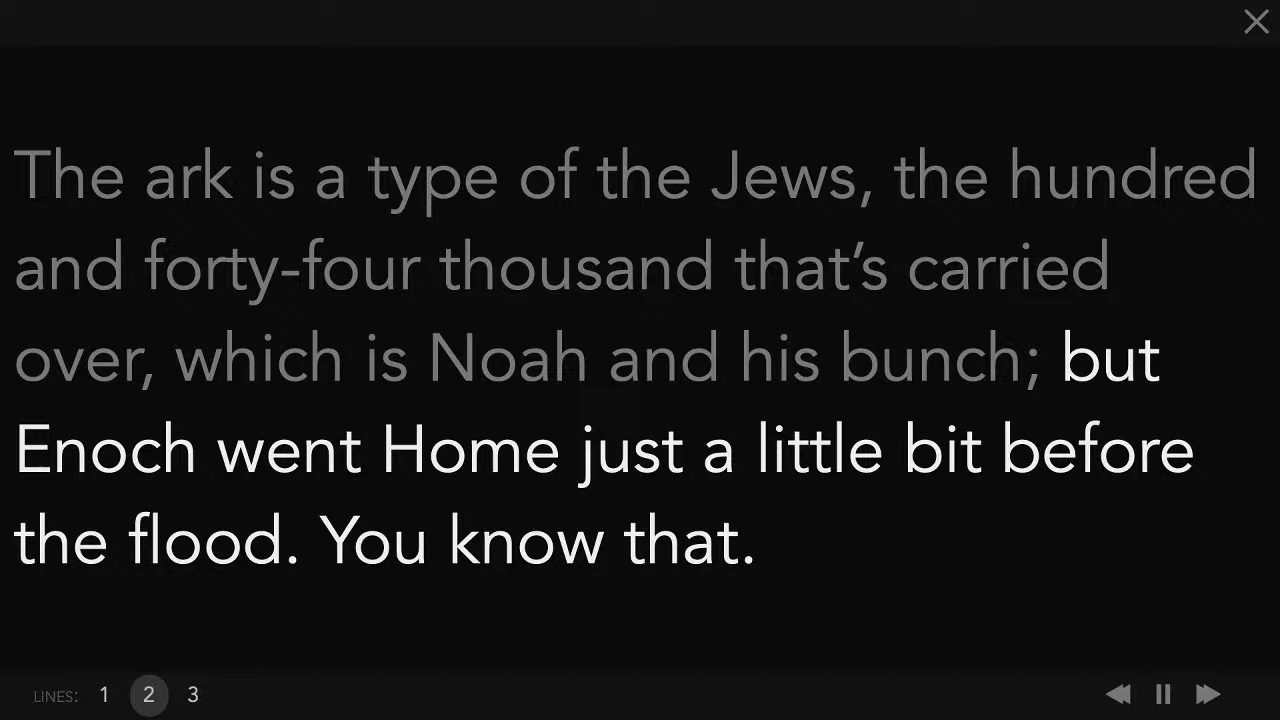 The ark is a type of the Jews, the hundred
and forty-four thousand that’s carried
over, which is Noah and his bunch; but
Enoch went Home just a little bit before
the flood. You know that.
LINES: 1 2 3